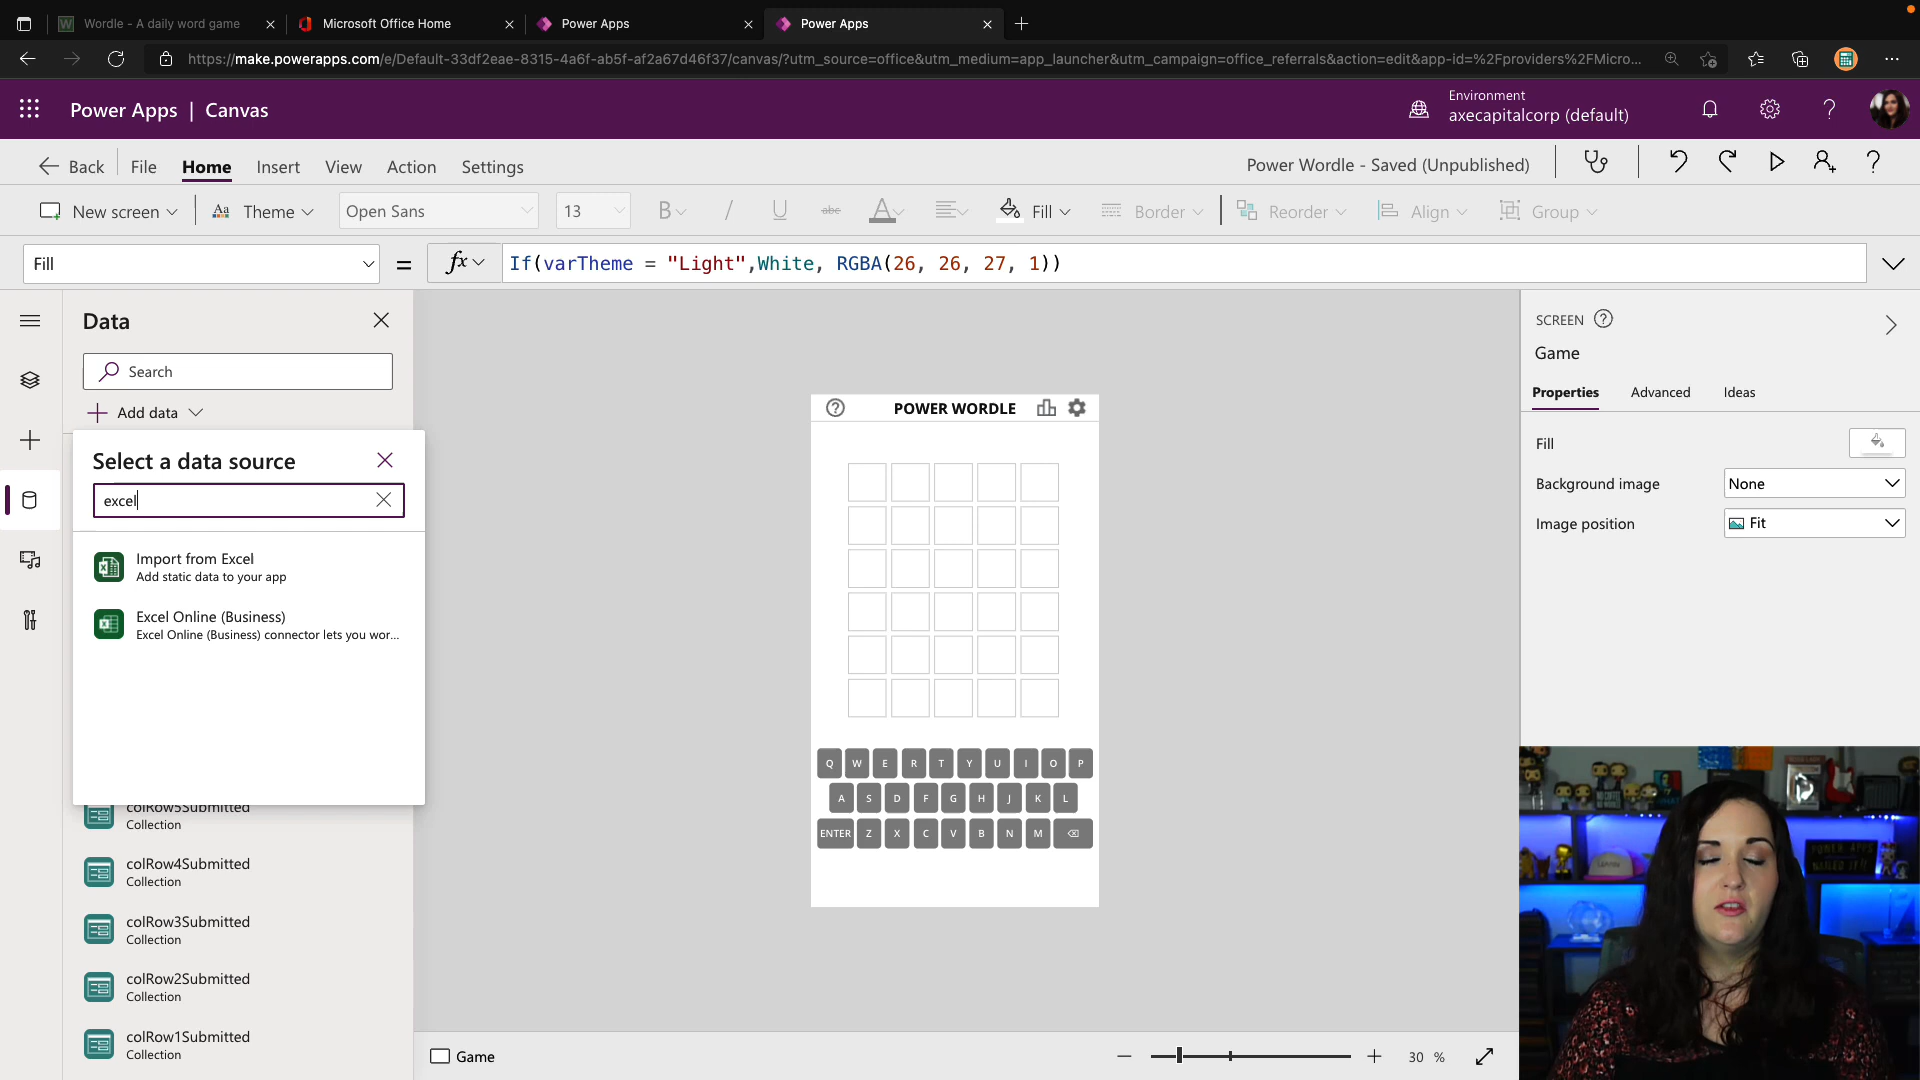 Wordle - A daily word game
Microsoft Office Home
Power Apps
Power Apps
https://make.powerapps.com/e/Default-33df2eae-8315-4a6f-ab5f-af2a67d46f37/canvas/?utm_source=office&utm_medium=app_launcher&utm_campaign=office_referrals&action=edit&app-id=%2Fproviders%2FMicro...
Power Apps | Canvas
Environment
axecapitalcorp (default)
Back File Home Insert View Action Settings
Power Wordle - Saved (Unpublished)
New screen Theme Open Sans 13 B / U abc A Fill Border Reorder Align Group
Fill = fx If(varTheme = "Light",White, RGBA(26, 26, 27, 1))
Data
Search
Add data
Select a data source
excel
Import from Excel
Add static data to your app
Excel Online (Business)
Excel Online (Business) connector lets you wor...
colRow5Submitted
Collection
colRow4Submitted
Collection
colRow3Submitted
Collection
colRow2Submitted
Collection
colRow1Submitted
Collection
POWER WORDLE
Q W E R T Y U I O P
A S D F G H J K L
ENTER Z X C V B N M
Game
30 %
SCREEN
Game
Properties Advanced Ideas
Fill
Background image None
Image position Fit
POWER APPS